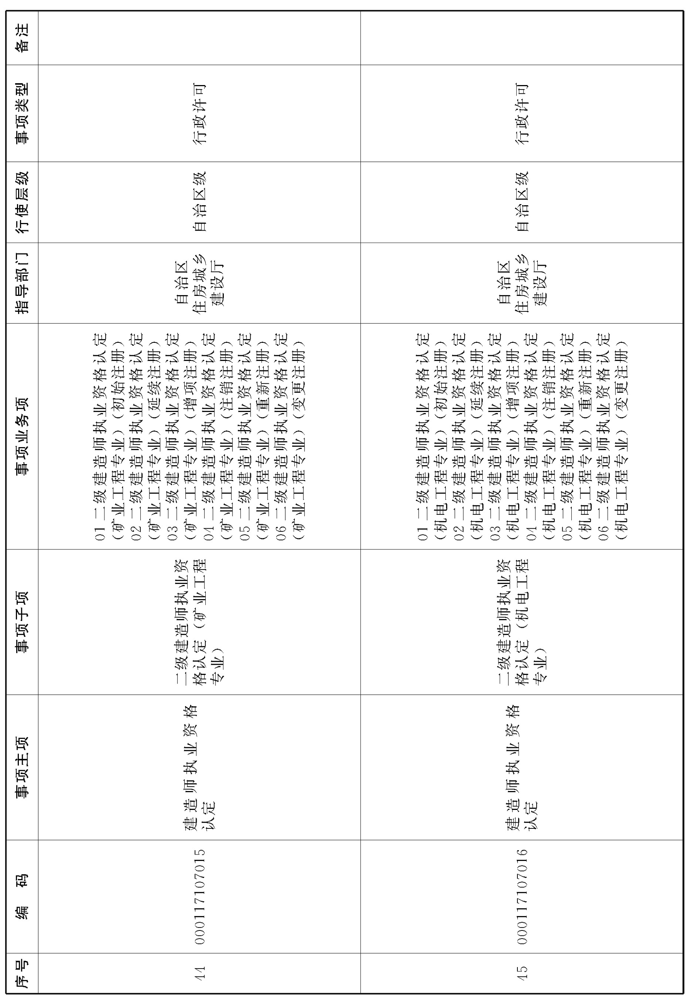 序号
编　码
事项主项
事项子项
事项业务项
指导部门
行使层级
事项类型
备注
44
000117107015
建造师执业资格
认定
二级建造师执业资
格认定（矿业工程
专业）
01二级建造师执业资格认定
（矿业工程专业）（初始注册）
02二级建造师执业资格认定
（矿业工程专业）（延续注册）
03二级建造师执业资格认定
（矿业工程专业）（增项注册）
04二级建造师执业资格认定
（矿业工程专业）（注销注册）
05二级建造师执业资格认定
（矿业工程专业）（重新注册）
06二级建造师执业资格认定
（矿业工程专业）（变更注册）
自治区
住房城乡
建设厅
自治区级
行政许可
45
000117107016
建造师执业资格
认定
二级建造师执业资
格认定（机电工程
专业）
01二级建造师执业资格认定
（机电工程专业）（初始注册）
02二级建造师执业资格认定
（机电工程专业）（延续注册）
03二级建造师执业资格认定
（机电工程专业）（增项注册）
04二级建造师执业资格认定
（机电工程专业）（注销注册）
05二级建造师执业资格认定
（机电工程专业）（重新注册）
06二级建造师执业资格认定
（机电工程专业）（变更注册）
自治区
住房城乡
建设厅
自治区级
行政许可